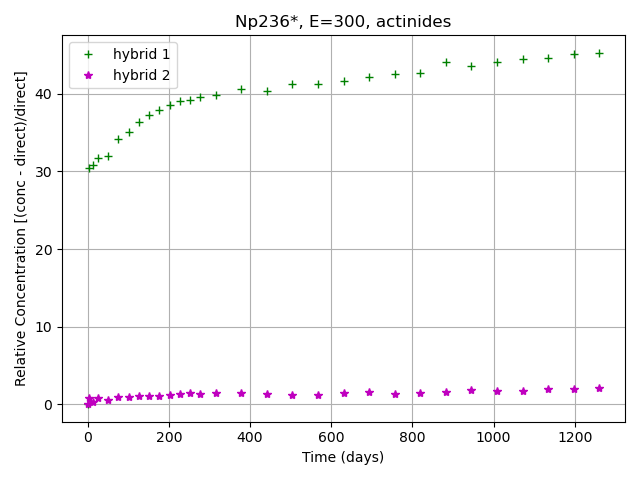 Np236*, E=300, actinides
hybrid 1
hybrid 2
Relative Concentration [(conc - direct)/direct]
40
30
20
10
0
0 200 400 600 800 1000 1200
Time (days)